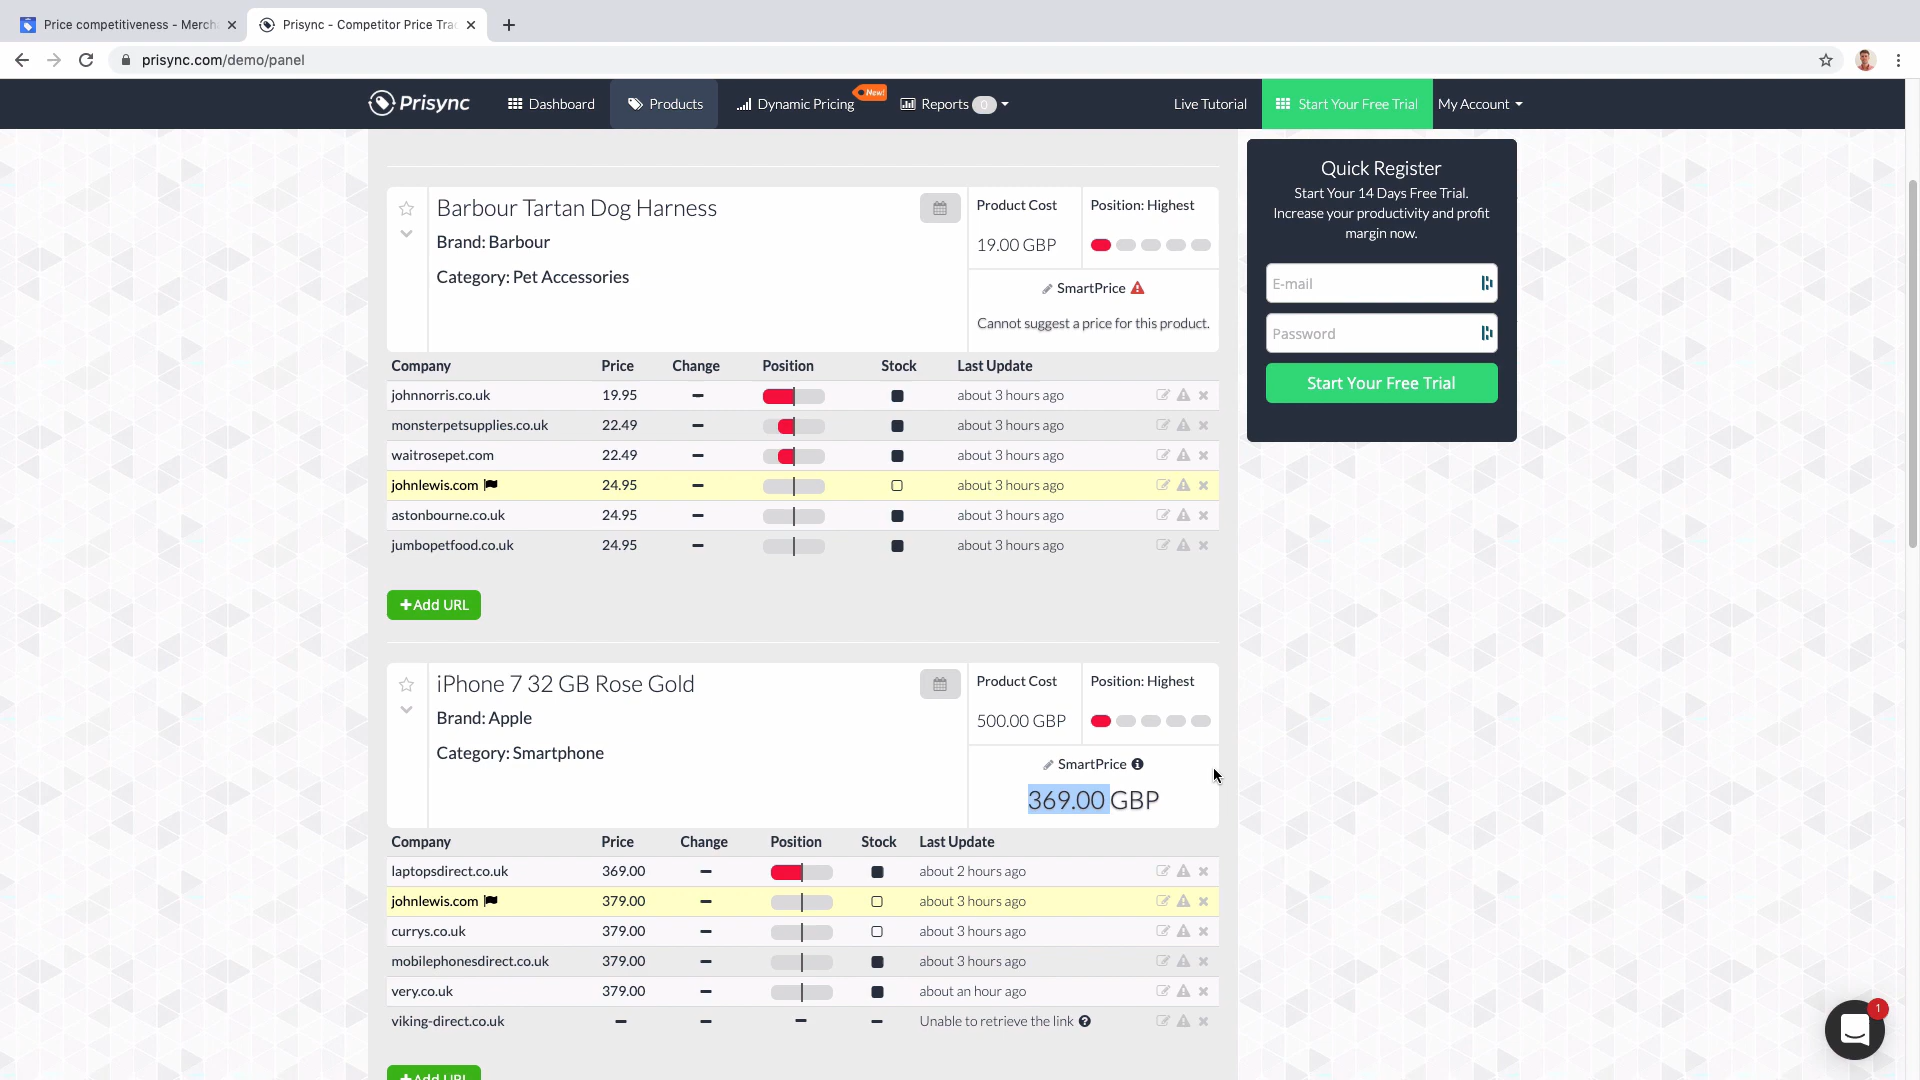 Price competitiveness - Merch
Prisync - Competitor Price Trac
prisync.com/demo/panel
Prisync
Dashboard
Products
Dynamic Pricing
New!
Reports 0
Live Tutorial
Start Your Free Trial
My Account
Barbour Tartan Dog Harness
Brand: Barbour
Category: Pet Accessories
Product Cost
19.00 GBP
Position: Highest
SmartPrice
Cannot suggest a price for this product.
Company Price Change Position Stock Last Update
johnnorris.co.uk 19.95 about 3 hours ago
monsterpetsupplies.co.uk 22.49 about 3 hours ago
waitrosepet.com 22.49 about 3 hours ago
johnlewis.com 24.95 about 3 hours ago
astonbourne.co.uk 24.95 about 3 hours ago
jumbopetfood.co.uk 24.95 about 3 hours ago
+Add URL
iPhone 7 32 GB Rose Gold
Brand: Apple
Category: Smartphone
Product Cost
500.00 GBP
Position: Highest
SmartPrice
369.00 GBP
Company Price Change Position Stock Last Update
laptopsdirect.co.uk 369.00 about 2 hours ago
johnlewis.com 379.00 about 3 hours ago
currys.co.uk 379.00 about 3 hours ago
mobilephonesdirect.co.uk 379.00 about 3 hours ago
very.co.uk 379.00 about an hour ago
viking-direct.co.uk – – – – Unable to retrieve the link
+Add URL
Quick Register
Start Your 14 Days Free Trial.
Increase your productivity and profit
margin now.
E-mail
Password
Start Your Free Trial
1